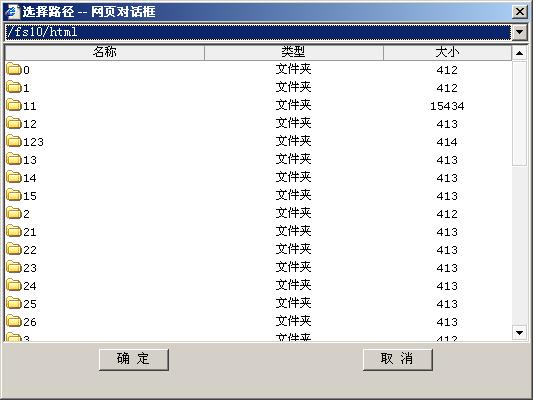 选择路径 -- 网页对话框
/fs10/html
名称 类型 大小
0 文件夹 412
1 文件夹 412
11 文件夹 15434
12 文件夹 413
123 文件夹 414
13 文件夹 413
14 文件夹 413
15 文件夹 413
2 文件夹 412
21 文件夹 413
22 文件夹 413
23 文件夹 413
24 文件夹 413
25 文件夹 413
26 文件夹 413
3 文件夹 412
确 定 取 消